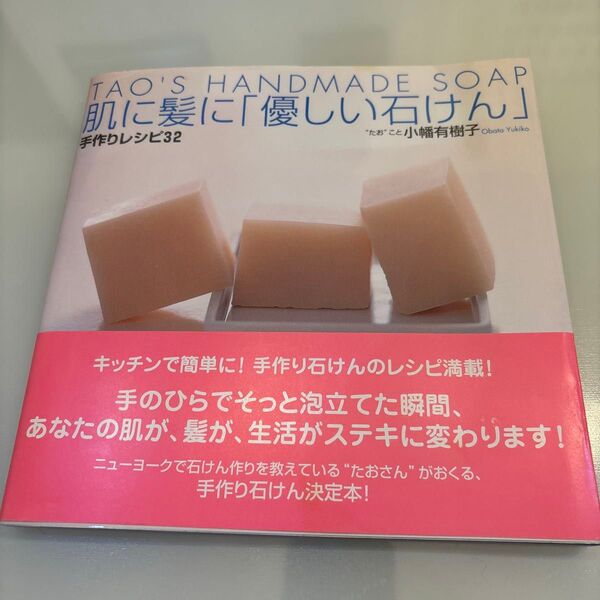 TAO'S HANDMADE SOAP
肌に髪に「優しい石けん」
手作りレシピ32
“たお”こと 小幡有樹子 Obata Yukiko
キッチンで簡単に！手作り石けんのレシピ満載！
手のひらでそっと泡立てた瞬間、
あなたの肌が、髪が、生活がステキに変わります！
ニューヨークで石けん作りを教えている“たおさん”がおくる、
手作り石けん決定本！